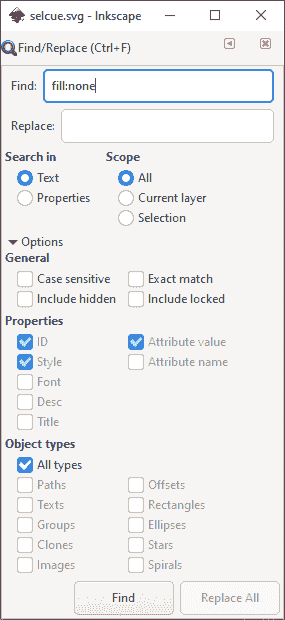 selcue.svg - Inkscape
Find/Replace (Ctrl+F)
Find: fill:none
Replace:
Search in Scope
Text All
Properties Current layer
Selection
Options
General
Case sensitive Exact match
Include hidden Include locked
Properties
ID Attribute value
Style Attribute name
Font
Desc
Title
Object types
All types
Paths Offsets
Texts Rectangles
Groups Ellipses
Clones Stars
Images Spirals
Find Replace All